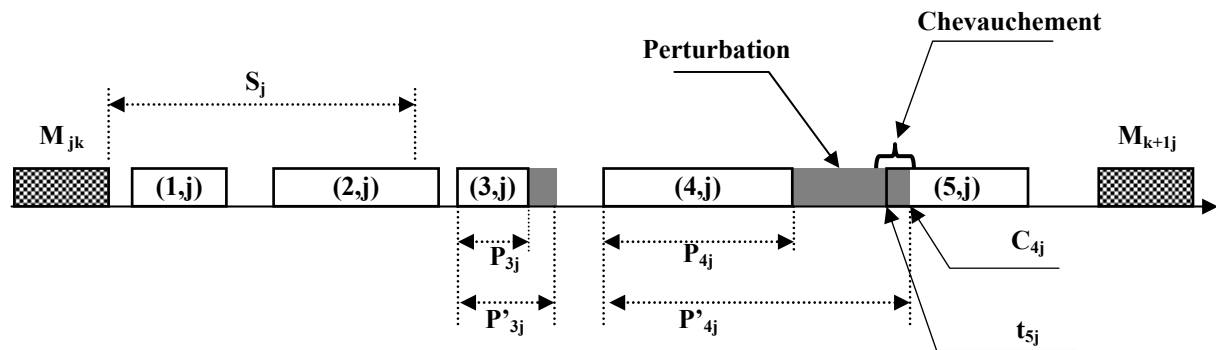 Chevauchement
Perturbation
S_j
M_jk
M_k+1j
(1,j) (2,j) (3,j) (4,j) (5,j)
P_3j
P_4j
C_4j
P'_3j
P'_4j
t_5j